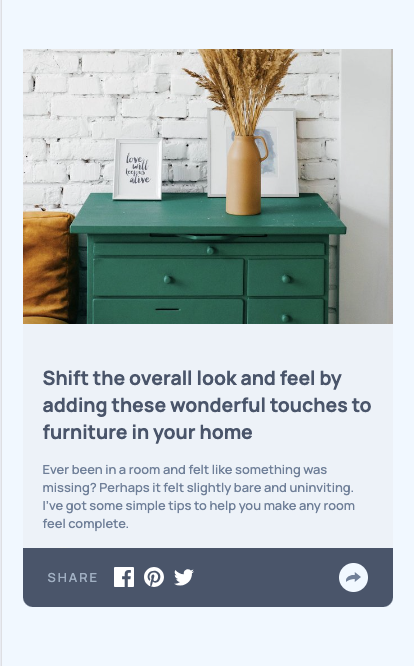 love
will
keep us
alive
Shift the overall look and feel by
adding these wonderful touches to
furniture in your home
Ever been in a room and felt like something was
missing? Perhaps it felt slightly bare and uninviting.
I've got some simple tips to help you make any room
feel complete.
SHARE